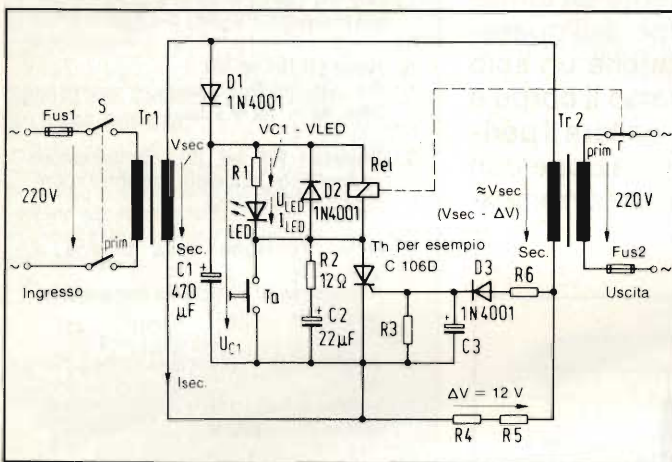 D1
1N4001
Fus1
S
Tr1
VC1 - VLED
Tr2
Vsec
R1
Rel
prim
r
220V
ULED
ILED
D2
1N4001
≈Vsec
(Vsec - ΔV)
220V
LED
Th per esempio
C 106D
prim
Sec.
R2
12Ω
D3
R6
Sec.
Fus2
C1
470
µF
Ta
1N4001
Ingresso
Uscita
C2
22µF
R3
C3
UC1
Isec.
ΔV = 12 V
R4
R5